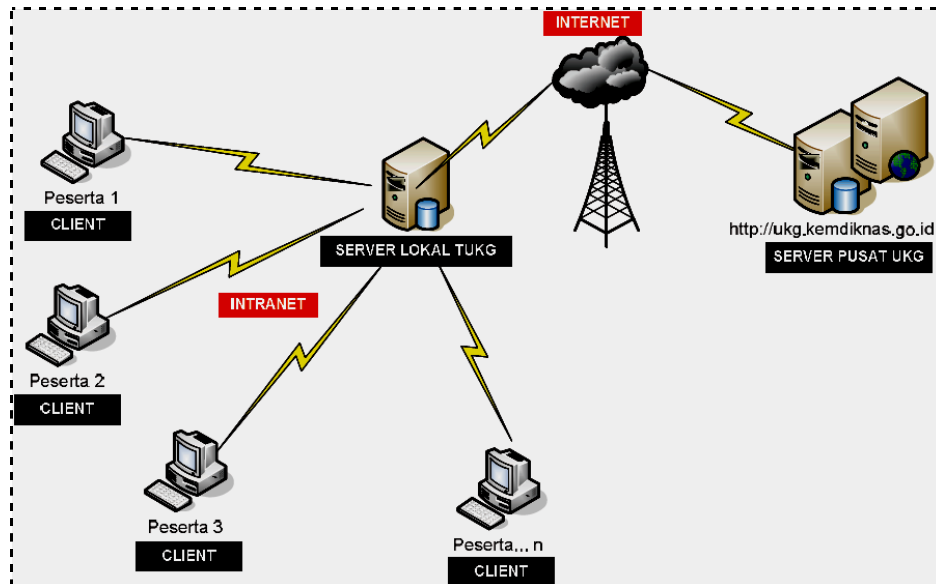 INTERNET
Peserta 1
CLIENT
http://ukg.kemdiknas.go.id
SERVER LOKAL TUKG
SERVER PUSAT UKG
INTRANET
Peserta 2
CLIENT
Peserta 3
CLIENT
Peserta... n
CLIENT